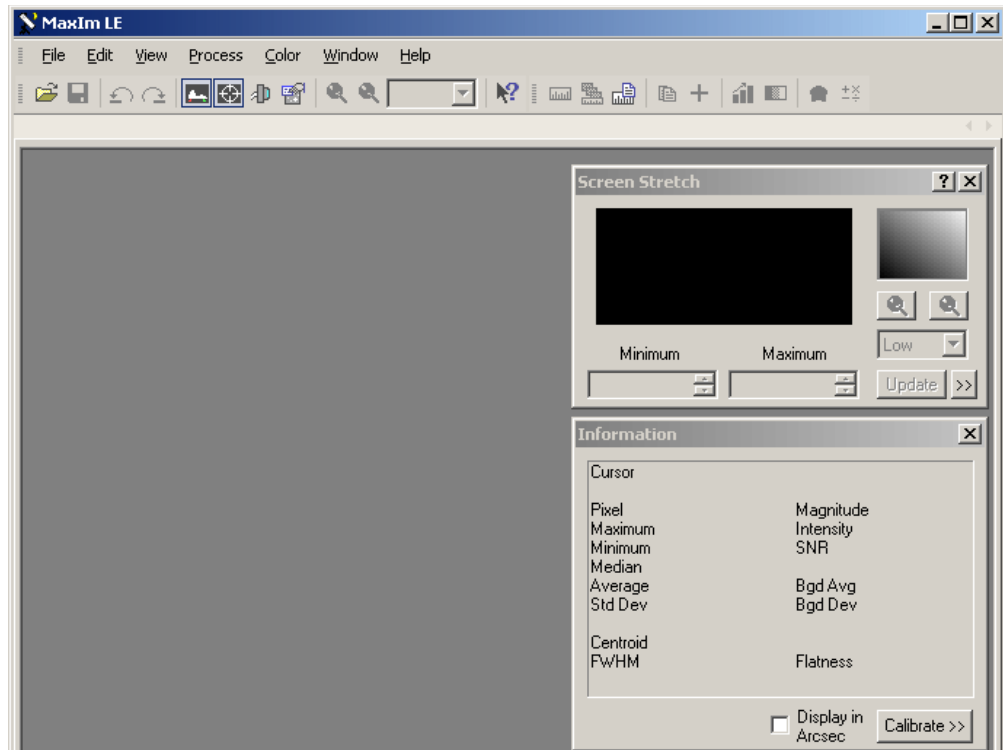 MaxIm LE
File Edit View Process Color Window Help
Screen Stretch
Minimum Maximum
Low
Update >>
Information
Cursor
Pixel Magnitude
Maximum Intensity
Minimum SNR
Median
Average Bgd Avg
Std Dev Bgd Dev
Centroid
FWHM Flatness
Display in
Arcsec
Calibrate >>